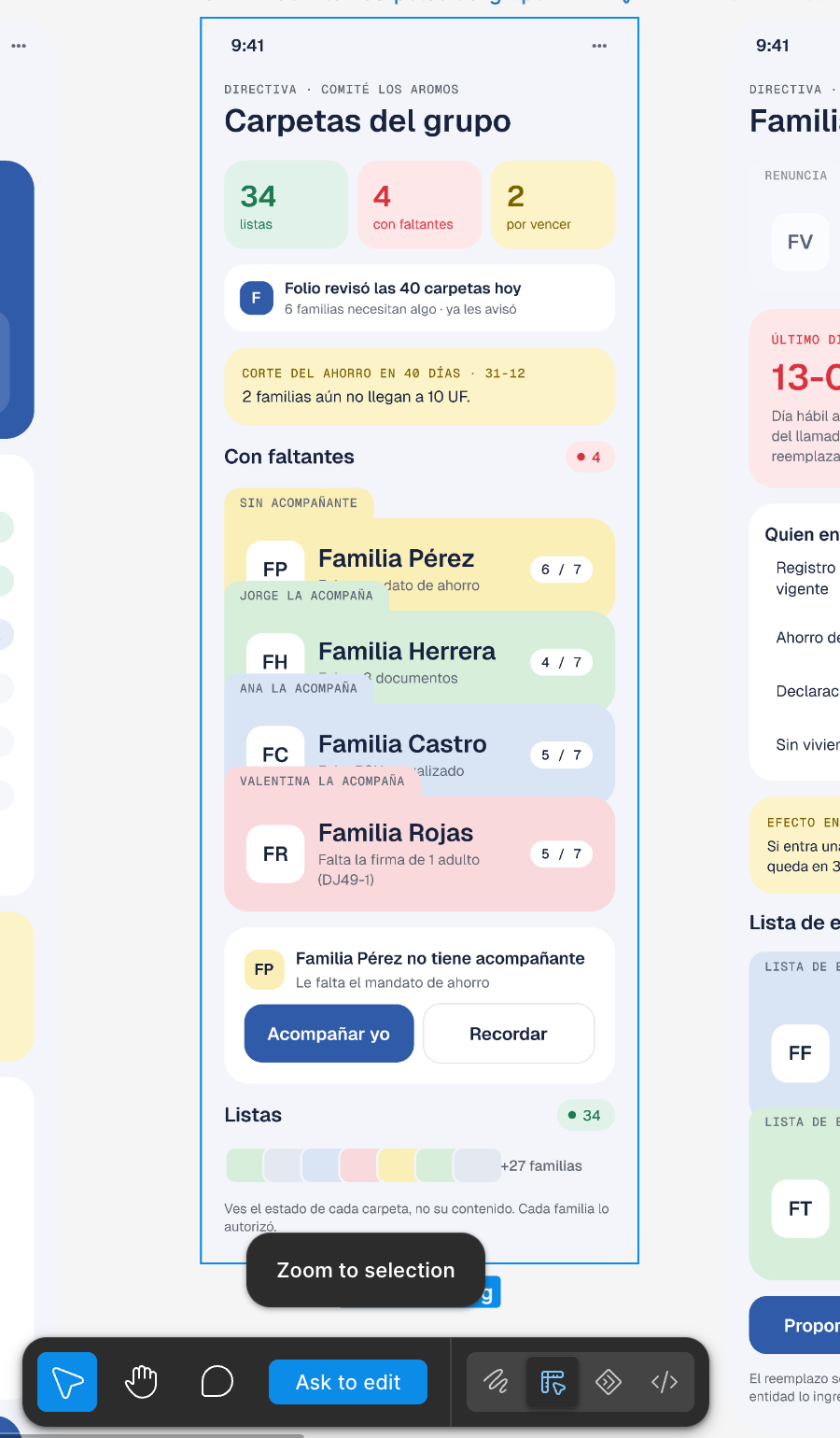 9:41
DIRECTIVA · COMITÉ LOS AROMOS
Carpetas del grupo
34
listas
4
con faltantes
2
por vencer
F
Folio revisó las 40 carpetas hoy
6 familias necesitan algo · ya les avisó
CORTE DEL AHORRO EN 40 DÍAS · 31-12
2 familias aún no llegan a 10 UF.
Con faltantes
4
SIN ACOMPAÑANTE
FP
Familia Pérez
dato de ahorro
6 / 7
JORGE LA ACOMPAÑA
FH
Familia Herrera
3 documentos
4 / 7
ANA LA ACOMPAÑA
FC
Familia Castro
alizado
5 / 7
VALENTINA LA ACOMPAÑA
FR
Familia Rojas
Falta la firma de 1 adulto
(DJ49-1)
5 / 7
FP
Familia Pérez no tiene acompañante
Le falta el mandato de ahorro
Acompañar yo
Recordar
Listas
34
+27 familias
Ves el estado de cada carpeta, no su contenido. Cada familia lo
autorizó.
Zoom to selection
g
Ask to edit
9:41
DIRECTIVA ·
Famili
RENUNCIA
FV
ÚLTIMO DI
13-0
Día hábil a
del llamad
reemplaza
Quien en
Registro
vigente
Ahorro de
Declarac
Sin vivien
EFECTO EN
Si entra una
queda en 3
Lista de e
LISTA DE E
FF
LISTA DE E
FT
Propor
El reemplazo s
entidad lo ingre